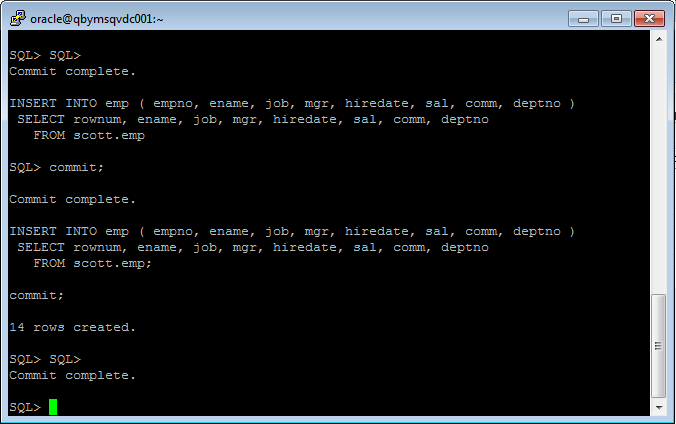 oracle@qbymsqvdc001:~
SQL> SQL>
Commit complete.
INSERT INTO emp ( empno, ename, job, mgr, hiredate, sal, comm, deptno )
SELECT rownum, ename, job, mgr, hiredate, sal, comm, deptno
FROM scott.emp
SQL> commit;
Commit complete.
INSERT INTO emp ( empno, ename, job, mgr, hiredate, sal, comm, deptno )
SELECT rownum, ename, job, mgr, hiredate, sal, comm, deptno
FROM scott.emp;
commit;
14 rows created.
SQL> SQL>
Commit complete.
SQL>